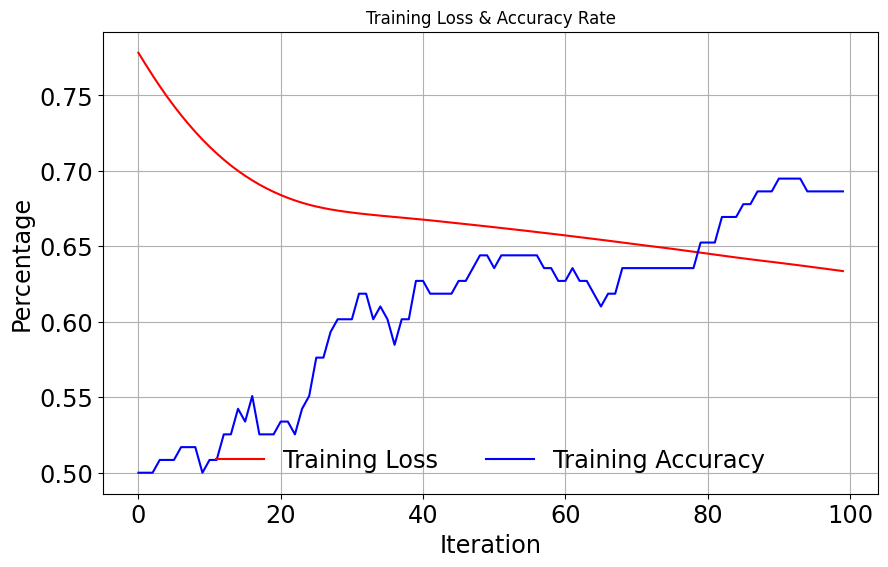 Training Loss & Accuracy Rate
Percentage
0.75
0.70
0.65
0.60
0.55
0.50
Training Loss
Training Accuracy
0 20 40 60 80 100
Iteration